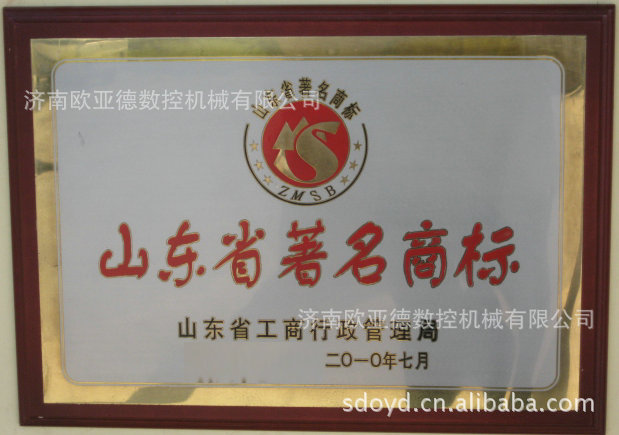 济南欧亚德数控机械有限公司
山东省著名商标
ZMSB
山东省著名商标
济南欧亚德数控机械有限公司
山东省工商行政管理局
二〇一〇年七月
sdoyd.cn.alibaba.com